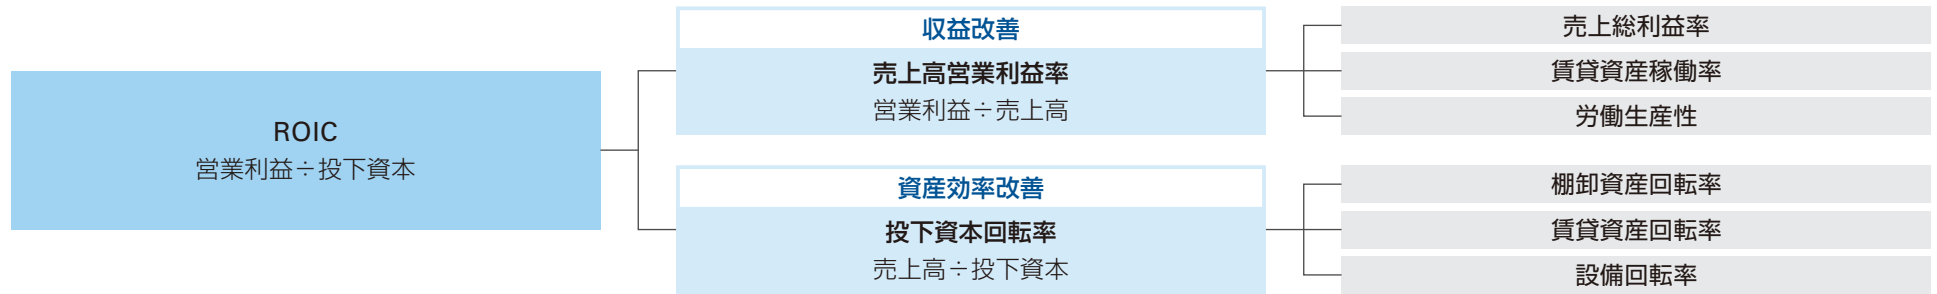 ROIC
営業利益÷投下資本
収益改善
売上高営業利益率
営業利益÷売上高
資産効率改善
投下資本回転率
売上高÷投下資本
売上総利益率
賃貸資産稼働率
労働生産性
棚卸資産回転率
賃貸資産回転率
設備回転率